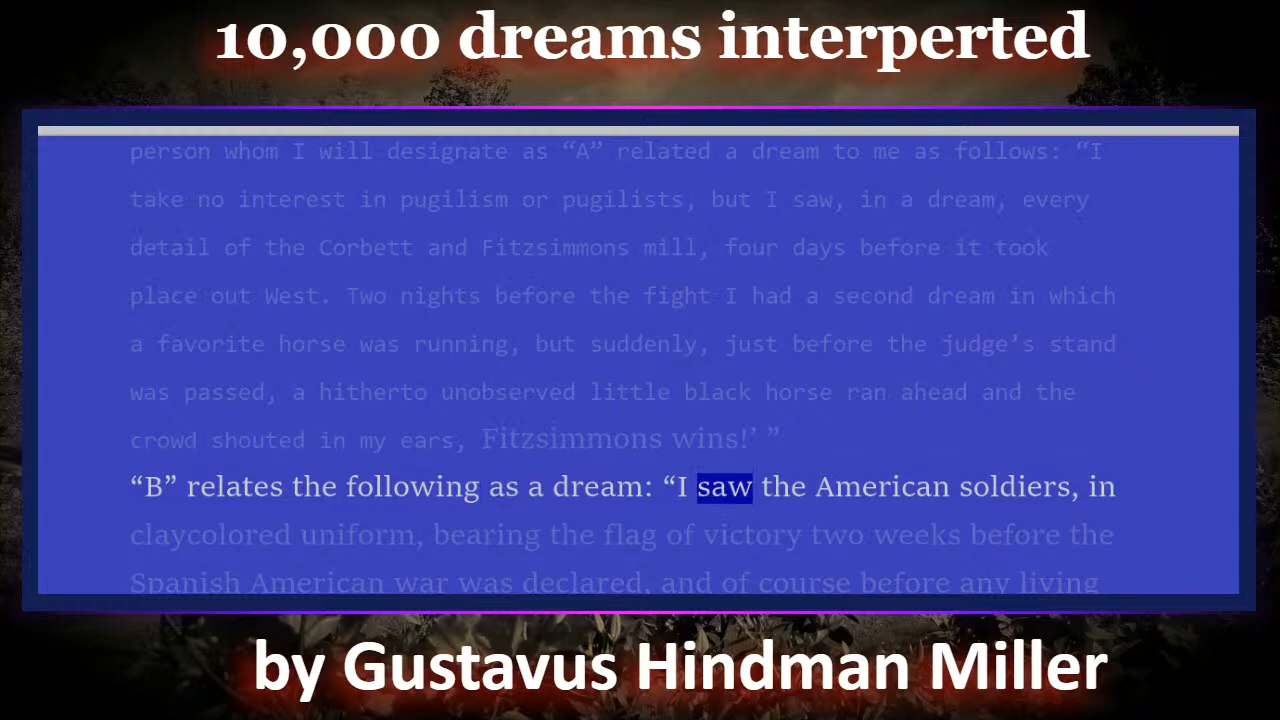 10,000 dreams interperted
person whom I will designate as “A” related a dream to me as follows: “I
take no interest in pugilism or pugilists, but I saw, in a dream, every
detail of the Corbett and Fitzsimmons mill, four days before it took
place out West. Two nights before the fight I had a second dream in which
a favorite horse was running, but suddenly, just before the judge’s stand
was passed, a hitherto unobserved little black horse ran ahead and the
crowd shouted in my ears, Fitzsimmons wins!’ ”
“B” relates the following as a dream: “I saw the American soldiers, in
claycolored uniform, bearing the flag of victory two weeks before the
Spanish American war was declared, and of course before any living
by Gustavus Hindman Miller